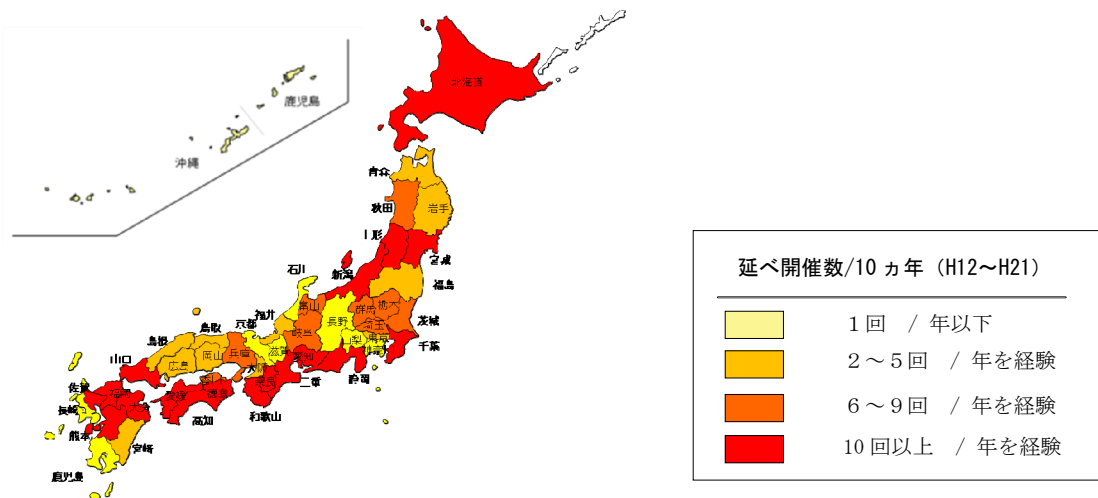 北海道
鹿児島
沖縄
青森
秋田
岩手
山形
宮城
石川
新潟
福島
富山
群馬
栃木
福井
茨城
鳥取
京都
長野
埼玉
島根
岐阜
東京
千葉
岡山
兵庫
滋賀
山口
広島
愛知
静岡
佐賀
福岡
奈良
三重
長崎
大分
愛媛
徳島
和歌山
高知
熊本
宮崎
鹿児島
延べ開催数/10ヵ年（H12～H21）
1回 / 年以下
2～5回 / 年を経験
6～9回 / 年を経験
10回以上 / 年を経験